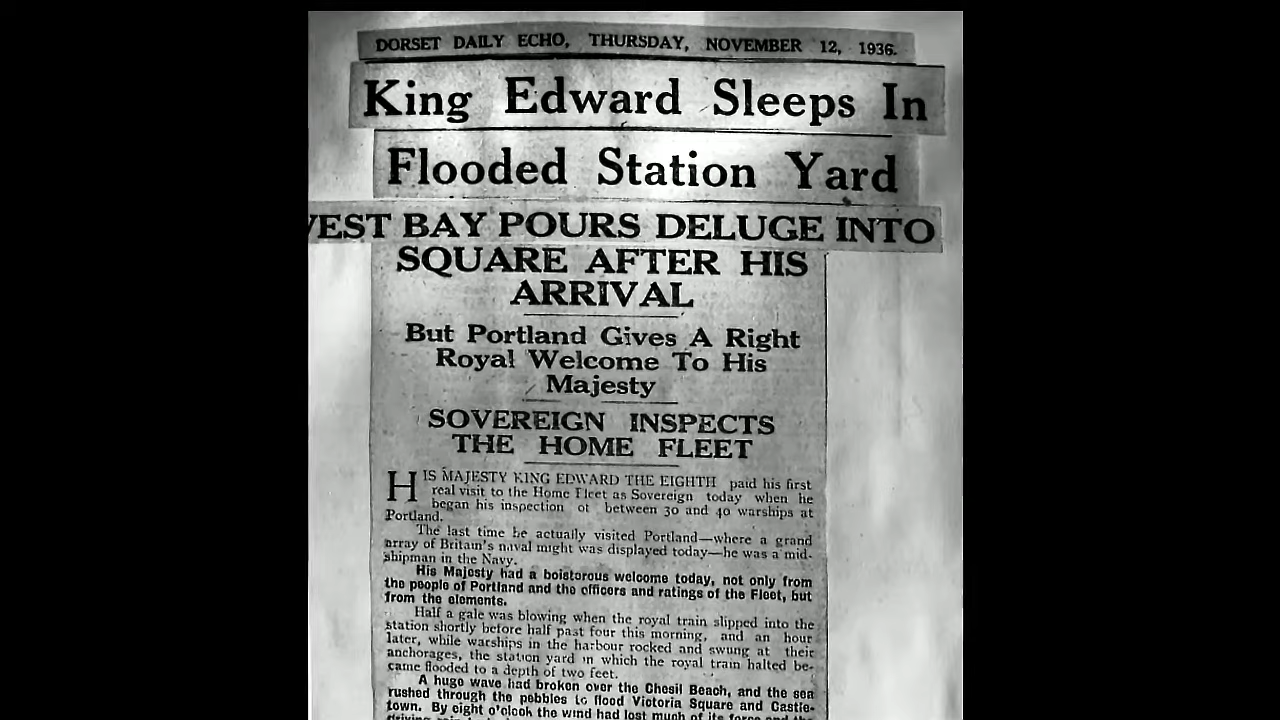 DORSET DAILY ECHO, THURSDAY, NOVEMBER 12, 1936.
King Edward Sleeps In
Flooded Station Yard
VEST BAY POURS DELUGE INTO
SQUARE AFTER HIS
ARRIVAL
But Portland Gives A Right
Royal Welcome To His
Majesty
SOVEREIGN INSPECTS
THE HOME FLEET
HIS MAJESTY KING EDWARD THE EIGHTH paid his first
real visit to the Home Fleet as Sovereign today when he
began his inspection of between 30 and 40 warships at
Portland.
The last time he actually visited Portland—where a grand
array of Britain's naval might was displayed today—he was a mid-
shipman in the Navy.
His Majesty had a boisterous welcome today, not only from
the people of Portland and the officers and ratings of the Fleet, but
from the elements.
Half a gale was blowing when the royal train slipped into the
station shortly before half past four this morning, and an hour
later, while warships in the harbour rocked and swung at their
anchorages, the station yard in which the royal train halted be-
came flooded to a depth of two feet.
A huge wave had broken over the Chesil Beach, and the sea
rushed through the pebbles to flood Victoria Square and Castle-
town. By eight o'clock the wind had lost much of its force and the